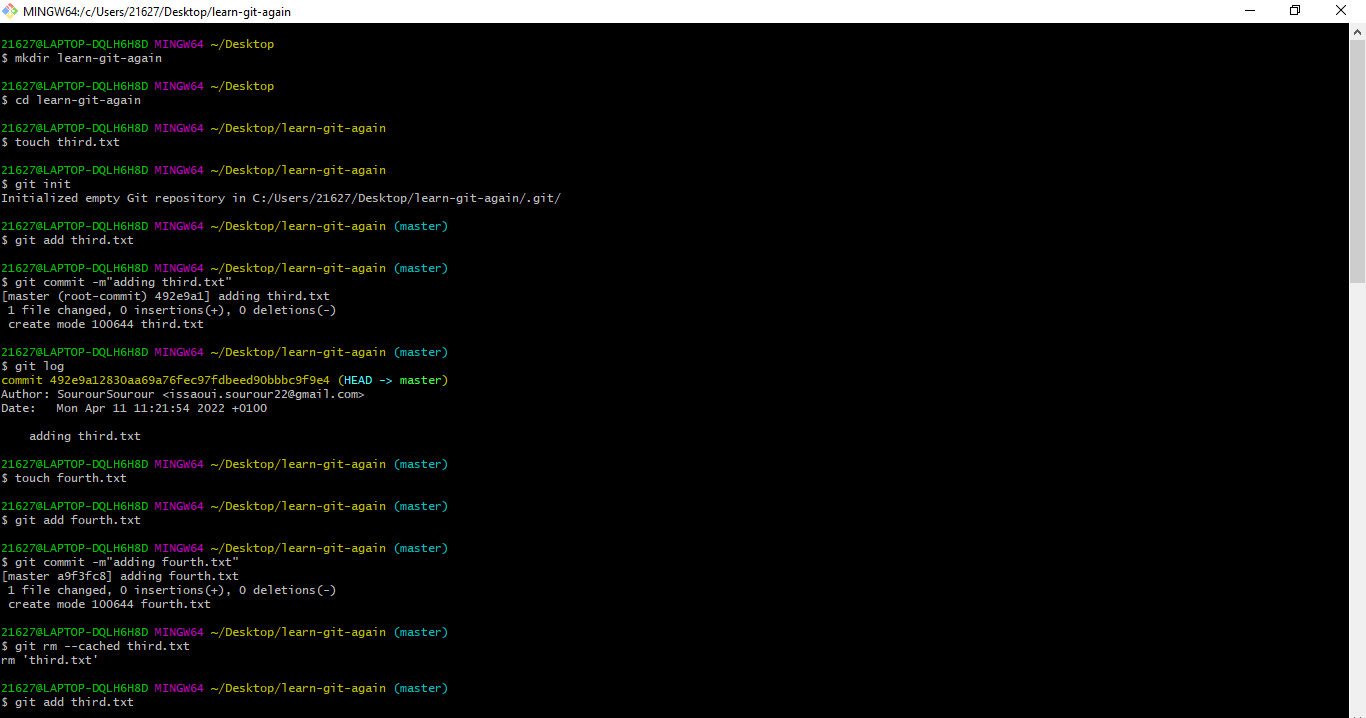 MINGW64:/c/Users/21627/Desktop/learn-git-again
21627@LAPTOP-DQLH6H8D MINGW64 ~/Desktop
$ mkdir learn-git-again
21627@LAPTOP-DQLH6H8D MINGW64 ~/Desktop
$ cd learn-git-again
21627@LAPTOP-DQLH6H8D MINGW64 ~/Desktop/learn-git-again
$ touch third.txt
21627@LAPTOP-DQLH6H8D MINGW64 ~/Desktop/learn-git-again
$ git init
Initialized empty Git repository in C:/Users/21627/Desktop/learn-git-again/.git/
21627@LAPTOP-DQLH6H8D MINGW64 ~/Desktop/learn-git-again (master)
$ git add third.txt
21627@LAPTOP-DQLH6H8D MINGW64 ~/Desktop/learn-git-again (master)
$ git commit -m"adding third.txt"
[master (root-commit) 492e9a1] adding third.txt
 1 file changed, 0 insertions(+), 0 deletions(-)
 create mode 100644 third.txt
21627@LAPTOP-DQLH6H8D MINGW64 ~/Desktop/learn-git-again (master)
$ git log
commit 492e9a12830aa69a76fec97fdbeed90bbbc9f9e4 (HEAD -> master)
Author: SourourSourour <issaoui.sourour22@gmail.com>
Date:   Mon Apr 11 11:21:54 2022 +0100
    adding third.txt
21627@LAPTOP-DQLH6H8D MINGW64 ~/Desktop/learn-git-again (master)
$ touch fourth.txt
21627@LAPTOP-DQLH6H8D MINGW64 ~/Desktop/learn-git-again (master)
$ git add fourth.txt
21627@LAPTOP-DQLH6H8D MINGW64 ~/Desktop/learn-git-again (master)
$ git commit -m"adding fourth.txt"
[master a9f3fc8] adding fourth.txt
 1 file changed, 0 insertions(+), 0 deletions(-)
 create mode 100644 fourth.txt
21627@LAPTOP-DQLH6H8D MINGW64 ~/Desktop/learn-git-again (master)
$ git rm --cached third.txt
rm 'third.txt'
21627@LAPTOP-DQLH6H8D MINGW64 ~/Desktop/learn-git-again (master)
$ git add third.txt